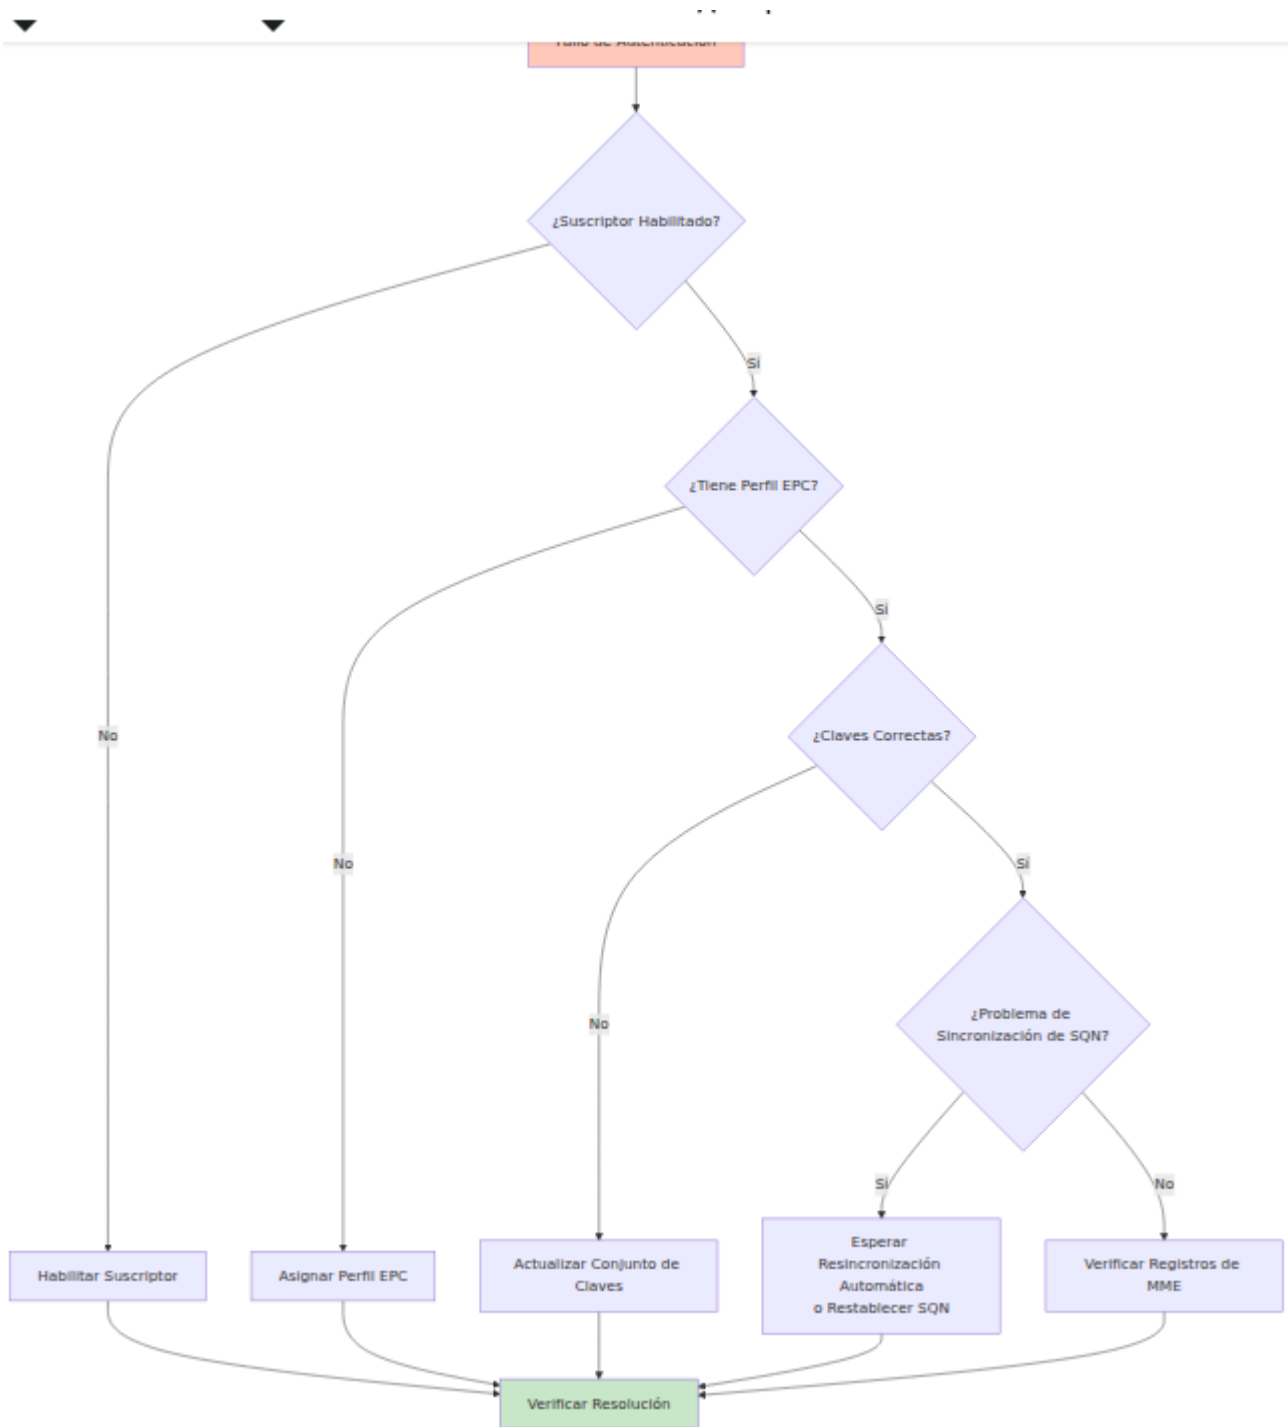 ¿Suscriptor Habilitado?
Sí
¿Tiene Perfil EPC?
Sí
¿Claves Correctas?
No
No
Sí
No
¿Problema de
Sincronización de SQN?
Sí
No
Habilitar Suscriptor
Asignar Perfil EPC
Actualizar Conjunto de
Claves
Esperar
Resincronización
Automática
o Restablecer SQN
Verificar Registros de
MME
Verificar Resolución